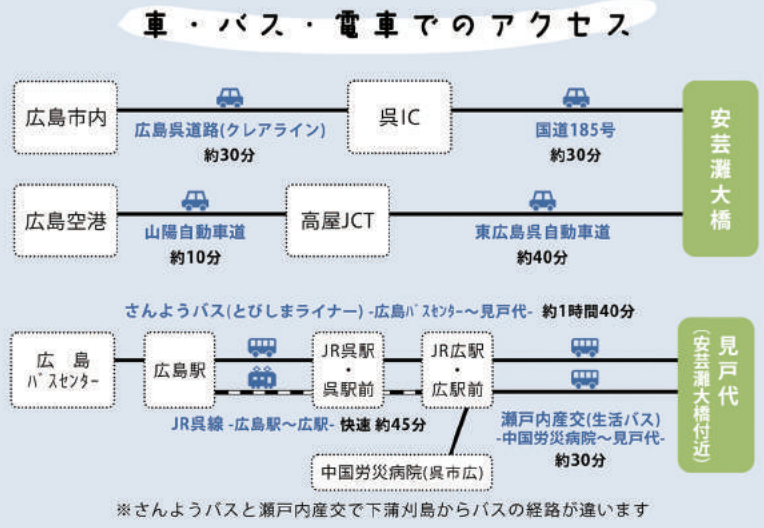 車・バス・電車でのアクセス
広島市内
広島呉道路(クレアライン)
約30分
呉IC
国道185号
約30分
安芸灘大橋
広島空港
山陽自動車道
約10分
高屋JCT
東広島呉自動車道
約40分
さんようバス(とびしまライナー) -広島ﾊﾞｽセンター～見戸代- 約1時間40分
広島
ﾊﾞｽｾﾝﾀｰ
広島駅
JR呉駅
・
呉駅前
JR広駅
・
広駅前
見戸代
(安芸灘大橋付近)
JR呉線 -広島駅～広駅- 快速 約45分
瀬戸内産交(生活バス)
-中国労災病院～見戸代-
約30分
中国労災病院(呉市広)
※さんようバスと瀬戸内産交で下蒲刈島からバスの経路が違います